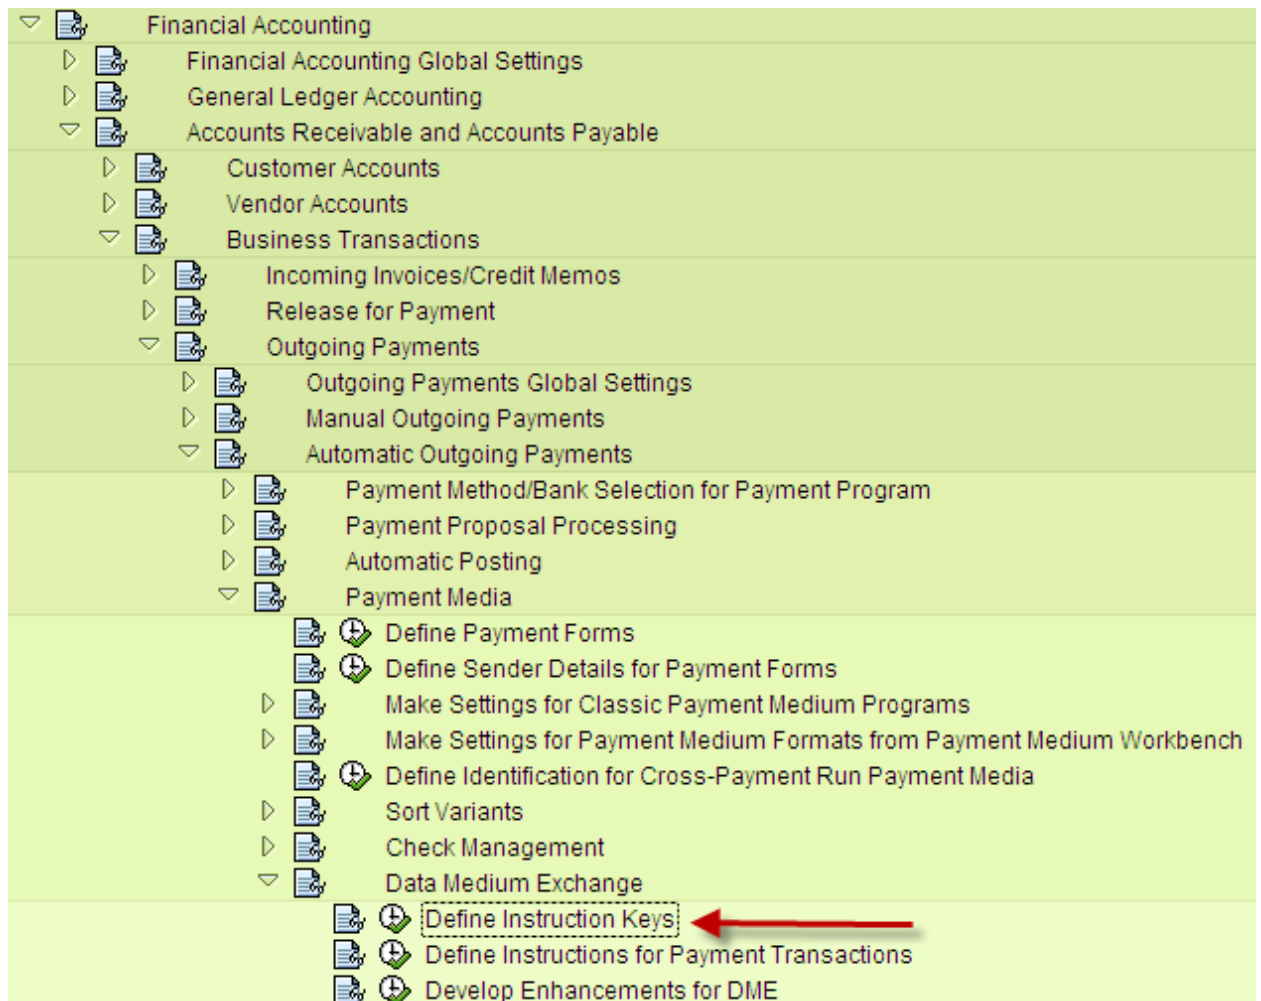 Financial Accounting
Financial Accounting Global Settings
General Ledger Accounting
Accounts Receivable and Accounts Payable
Customer Accounts
Vendor Accounts
Business Transactions
Incoming Invoices/Credit Memos
Release for Payment
Outgoing Payments
Outgoing Payments Global Settings
Manual Outgoing Payments
Automatic Outgoing Payments
Payment Method/Bank Selection for Payment Program
Payment Proposal Processing
Automatic Posting
Payment Media
Define Payment Forms
Define Sender Details for Payment Forms
Make Settings for Classic Payment Medium Programs
Make Settings for Payment Medium Formats from Payment Medium Workbench
Define Identification for Cross-Payment Run Payment Media
Sort Variants
Check Management
Data Medium Exchange
Define Instruction Keys
Define Instructions for Payment Transactions
Develop Enhancements for DME